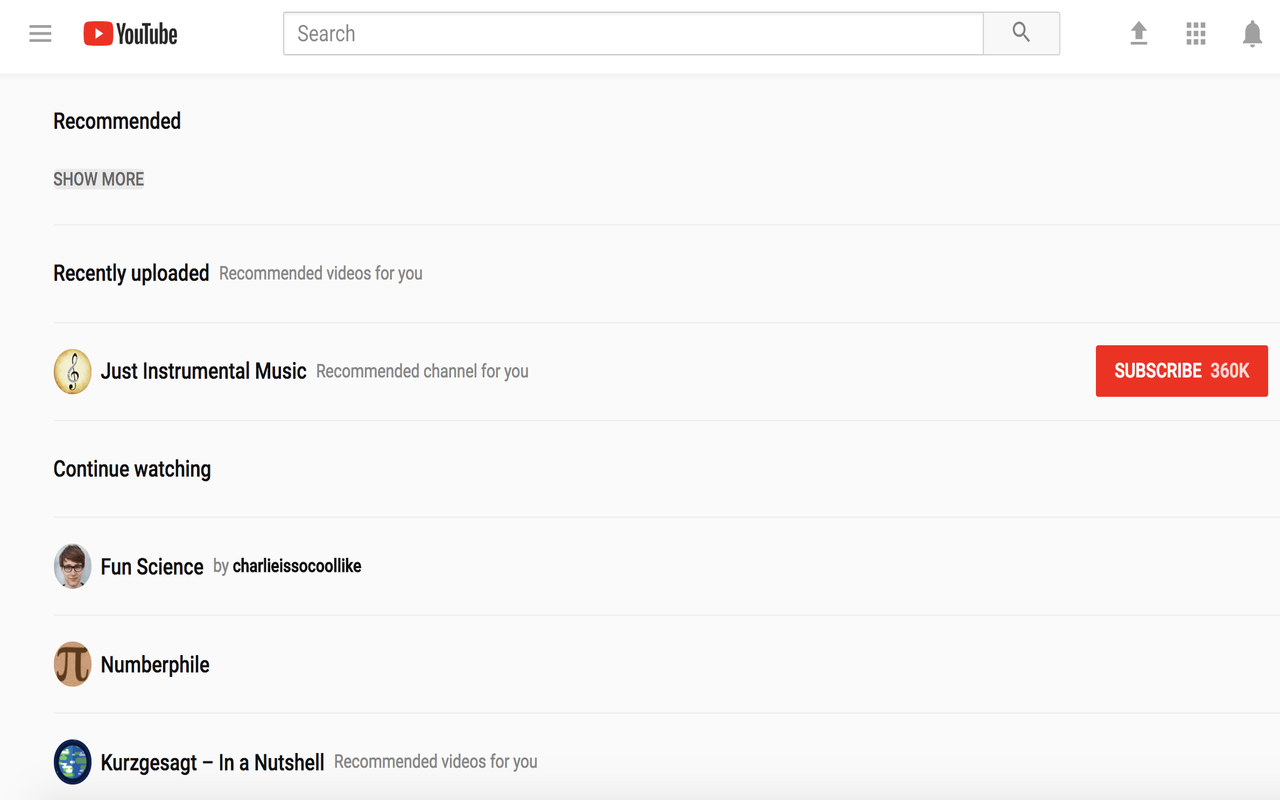 YouTube
Search
Recommended
SHOW MORE
Recently uploaded Recommended videos for you
Just Instrumental Music Recommended channel for you SUBSCRIBE 360K
Continue watching
Fun Science by charlieissocoollike
Numberphile
Kurzgesagt – In a Nutshell Recommended videos for you